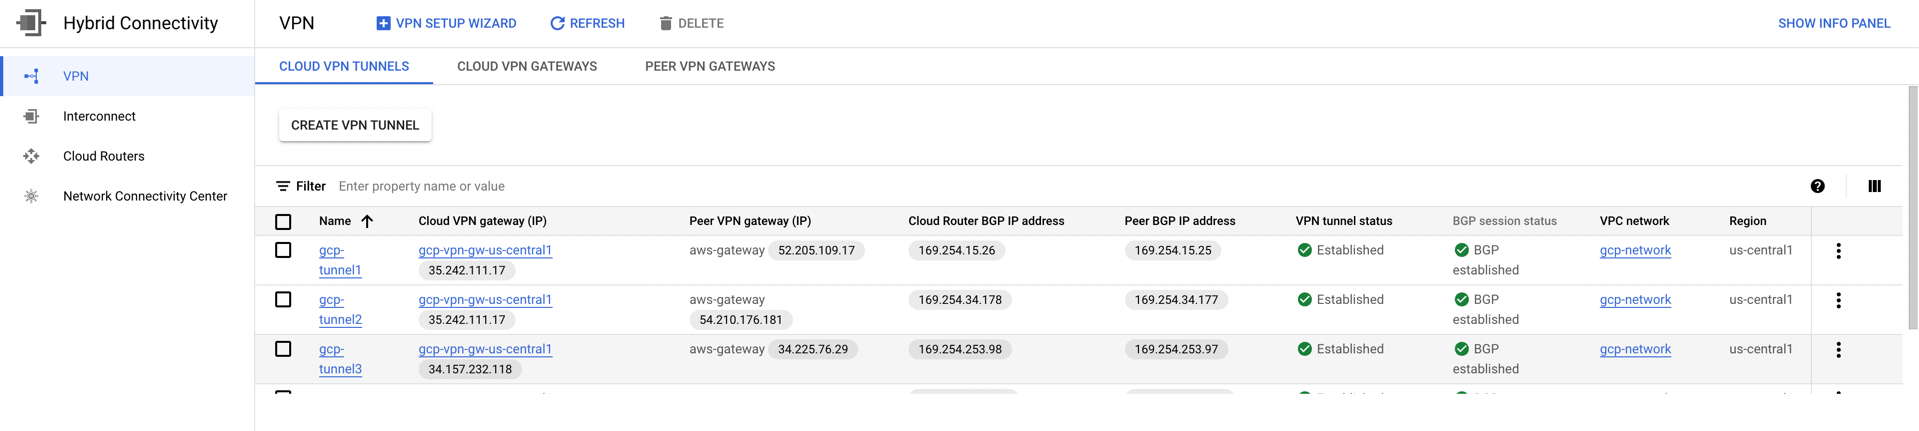 Hybrid Connectivity
VPN
VPN SETUP WIZARD
REFRESH
DELETE
SHOW INFO PANEL
VPN
Interconnect
Cloud Routers
Network Connectivity Center
CLOUD VPN TUNNELS
CLOUD VPN GATEWAYS
PEER VPN GATEWAYS
CREATE VPN TUNNEL
Filter Enter property name or value
Name Cloud VPN gateway (IP) Peer VPN gateway (IP) Cloud Router BGP IP address Peer BGP IP address VPN tunnel status BGP session status VPC network Region
gcp- gcp-vpn-gw-us-central1 aws-gateway 52.205.109.17 169.254.15.26 169.254.15.25 Established BGP gcp-network us-central1
tunnel1 35.242.111.17 established
gcp- gcp-vpn-gw-us-central1 aws-gateway 169.254.34.178 169.254.34.177 Established BGP gcp-network us-central1
tunnel2 35.242.111.17 54.210.176.181 established
gcp- gcp-vpn-gw-us-central1 aws-gateway 34.225.76.29 169.254.253.98 169.254.253.97 Established BGP gcp-network us-central1
tunnel3 34.157.232.118 established